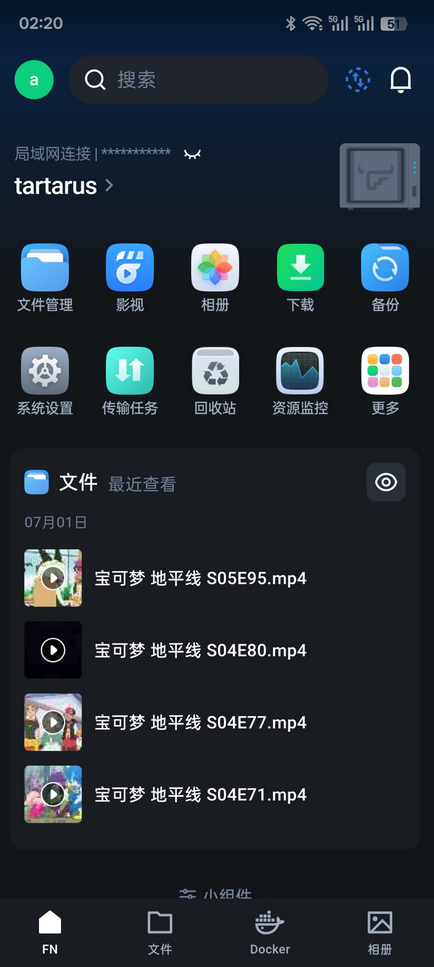 02:20
5G 5G 51
a
搜索
局域网连接 | ***********
tartarus
文件管理 影视 相册 下载 备份
系统设置 传输任务 回收站 资源监控 更多
文件 最近查看
07月01日
宝可梦 地平线 S05E95.mp4
宝可梦 地平线 S04E80.mp4
宝可梦 地平线 S04E77.mp4
宝可梦 地平线 S04E71.mp4
小组件
FN 文件 Docker 相册